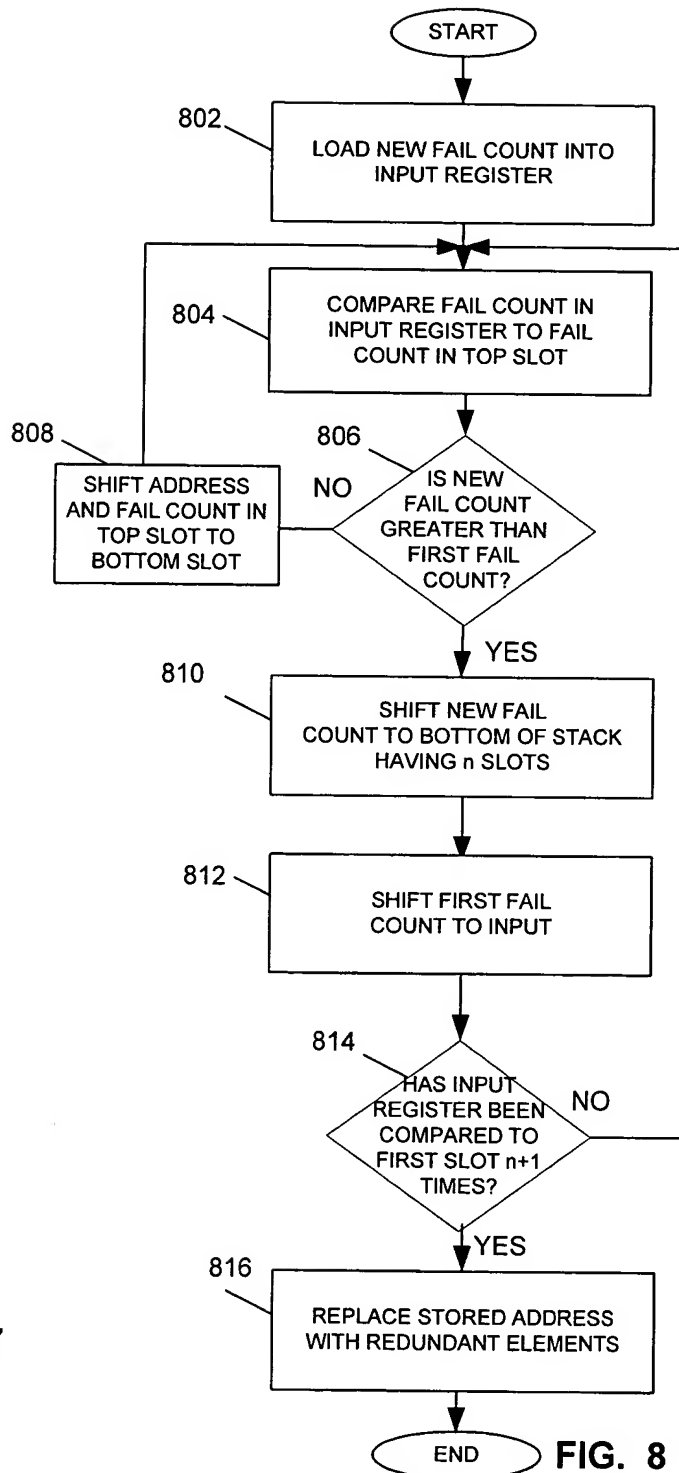 START
802
LOAD NEW FAIL COUNT INTO
INPUT REGISTER
804
COMPARE FAIL COUNT IN
INPUT REGISTER TO FAIL
COUNT IN TOP SLOT
806
IS NEW
FAIL COUNT
GREATER THAN
FIRST FAIL
COUNT?
NO
808
SHIFT ADDRESS
AND FAIL COUNT IN
TOP SLOT TO
BOTTOM SLOT
YES
810
SHIFT NEW FAIL
COUNT TO BOTTOM OF STACK
HAVING n SLOTS
812
SHIFT FIRST FAIL
COUNT TO INPUT
814
HAS INPUT
REGISTER BEEN
COMPARED TO
FIRST SLOT n+1
TIMES?
NO
YES
816
REPLACE STORED ADDRESS
WITH REDUNDANT ELEMENTS
END
FIG. 8